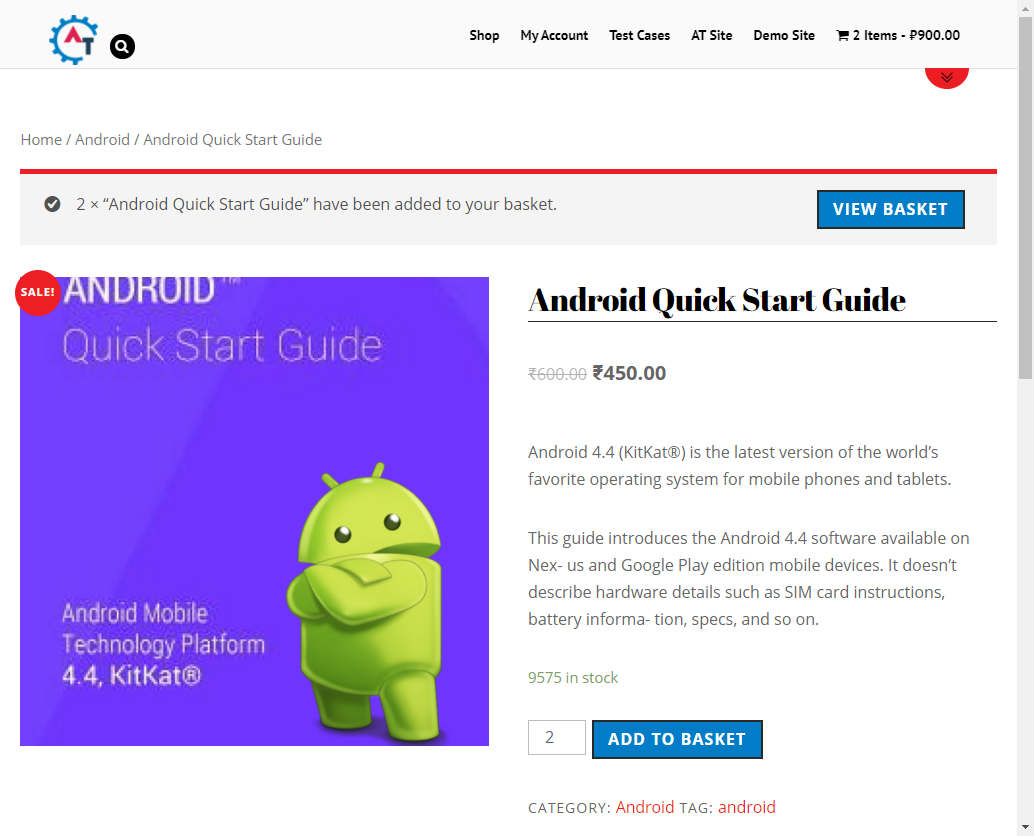 AT
Shop My Account Test Cases AT Site Demo Site 2 Items - ₽900.00
Home / Android / Android Quick Start Guide
2 × “Android Quick Start Guide” have been added to your basket.
VIEW BASKET
SALE!
ANDROID™
Quick Start Guide
Android Mobile
Technology Platform
4.4, KitKat®
Android Quick Start Guide
₹600.00 ₹450.00
Android 4.4 (KitKat®) is the latest version of the world’s
favorite operating system for mobile phones and tablets.
This guide introduces the Android 4.4 software available on
Nex- us and Google Play edition mobile devices. It doesn’t
describe hardware details such as SIM card instructions,
battery informa- tion, specs, and so on.
9575 in stock
2
ADD TO BASKET
CATEGORY: Android TAG: android